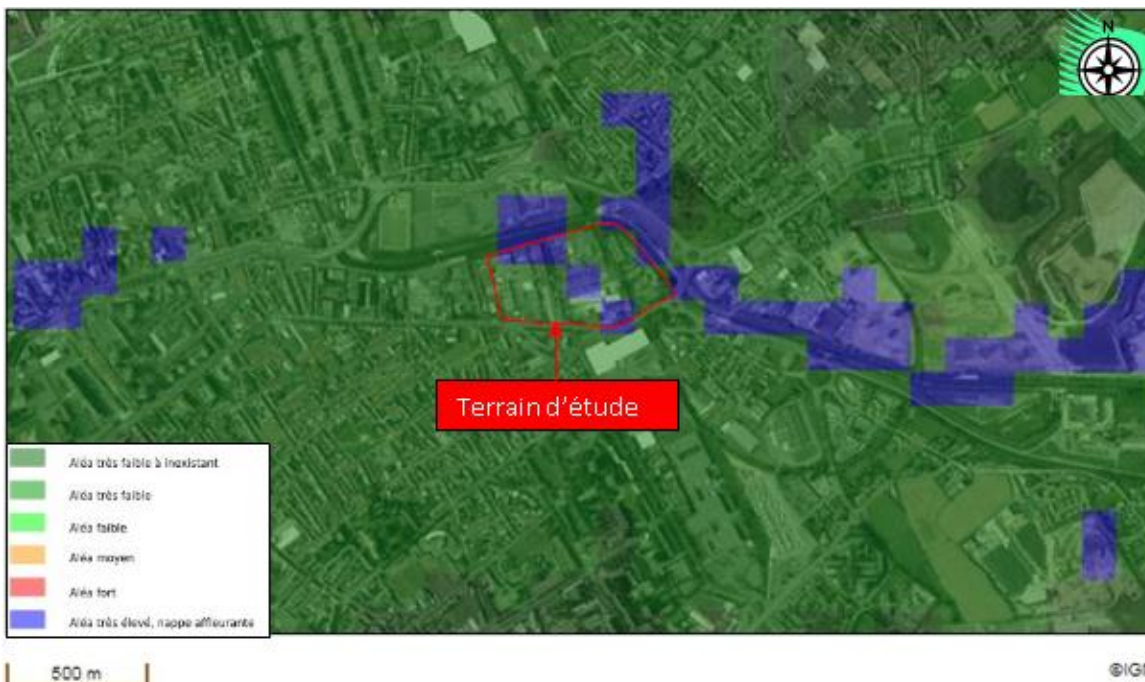 N
Terrain d'étude
Aléa très faible à inexistant
Aléa très faible
Aléa faible
Aléa moyen
Aléa fort
Aléa très élevé, nappe affleurante
500 m
©IGN